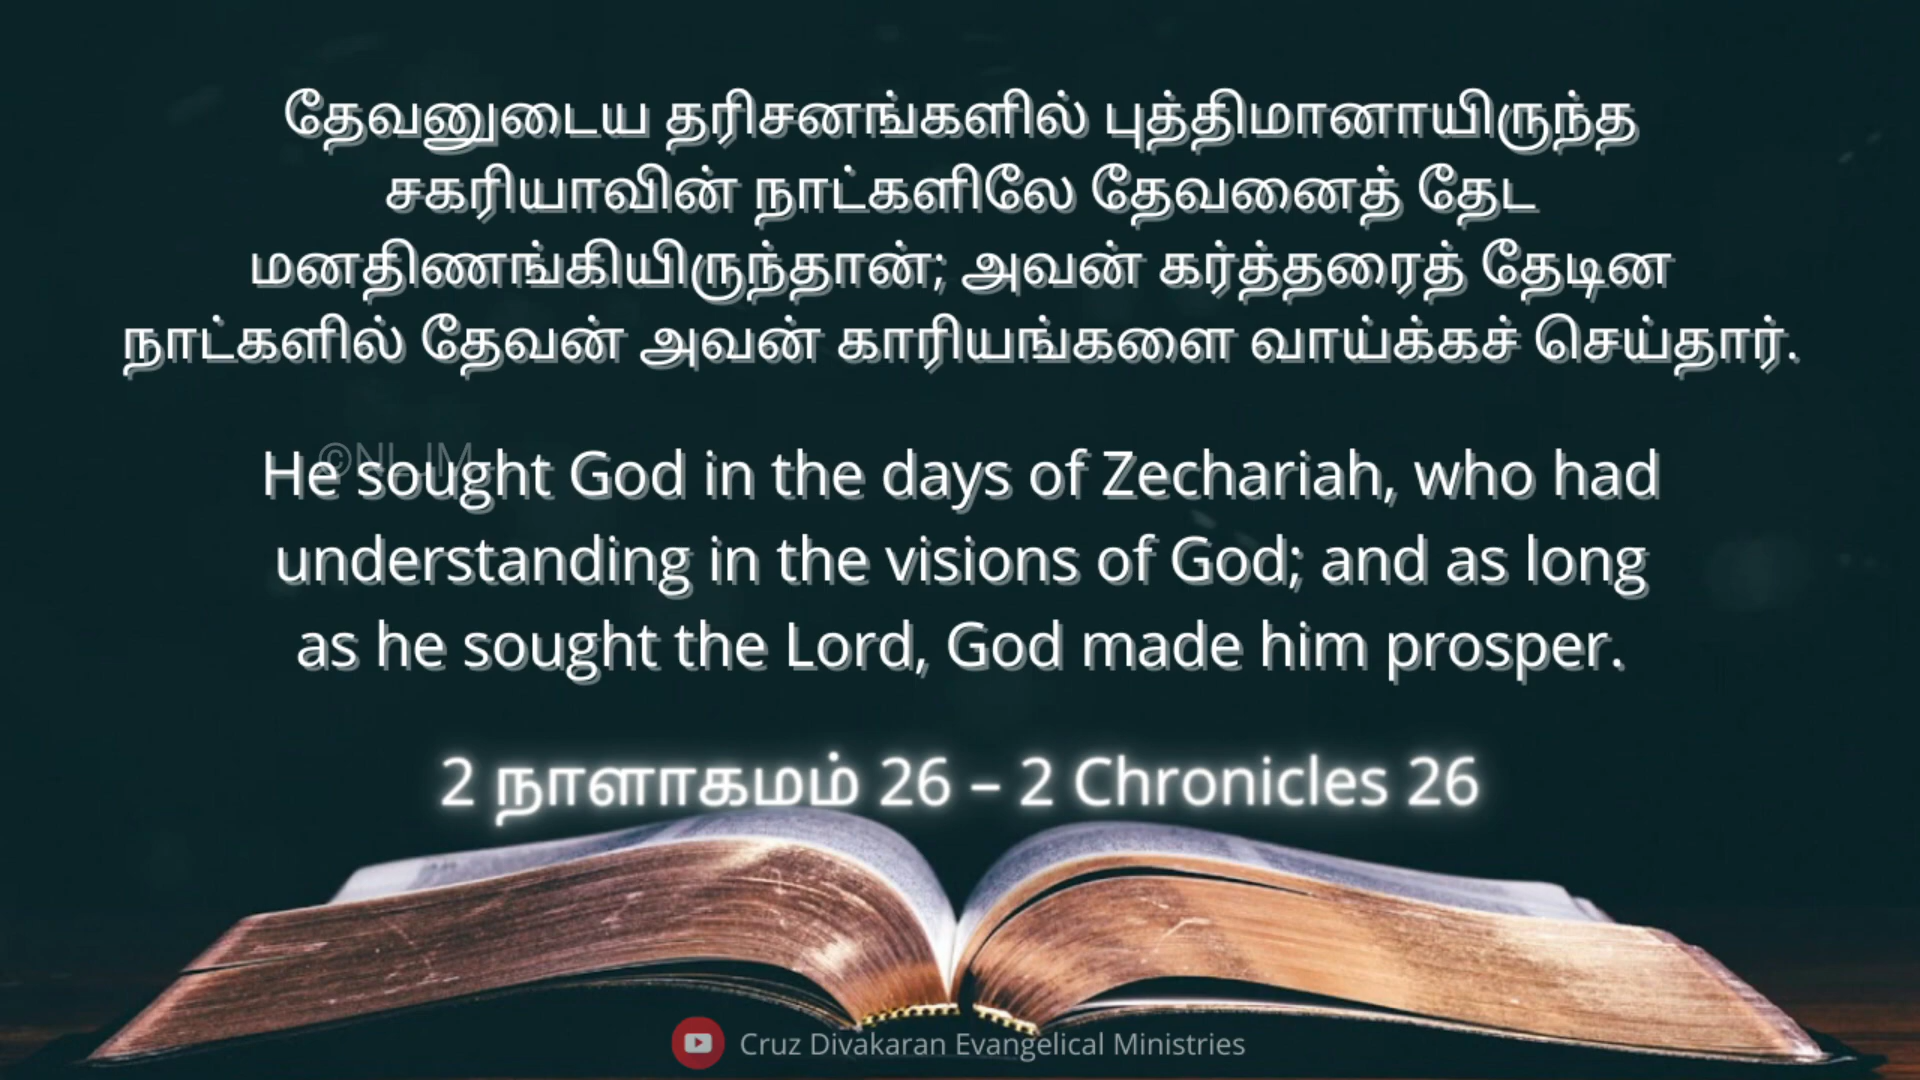 தேவனுடைய தரிசனங்களில் புத்திமானாயிருந்த
சகரியாவின் நாட்களிலே தேவனைத் தேட
மனதிணங்கியிருந்தான்; அவன் கர்த்தரைத் தேடின
நாட்களில் தேவன் அவன் காரியங்களை வாய்க்கச் செய்தார்.
©NLJM
He sought God in the days of Zechariah, who had
understanding in the visions of God; and as long
as he sought the Lord, God made him prosper.
2 நாளாகமம் 26 – 2 Chronicles 26
Cruz Divakaran Evangelical Ministries